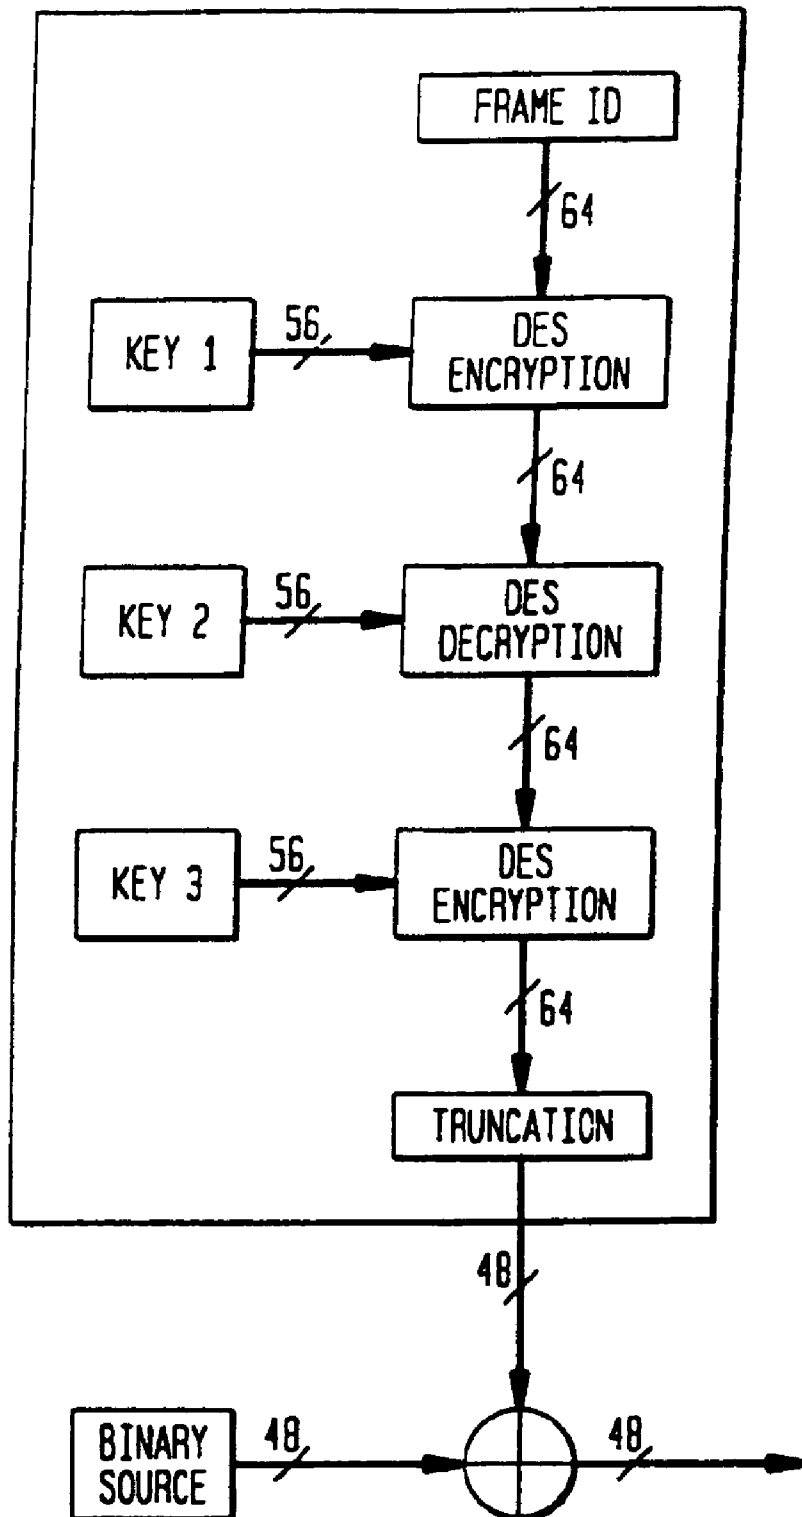 FRAME ID
64
KEY 1
56
DES
ENCRYPTION
64
KEY 2
56
DES
DECRYPTION
64
KEY 3
56
DES
ENCRYPTION
64
TRUNCATION
48
BINARY
SOURCE
48
48